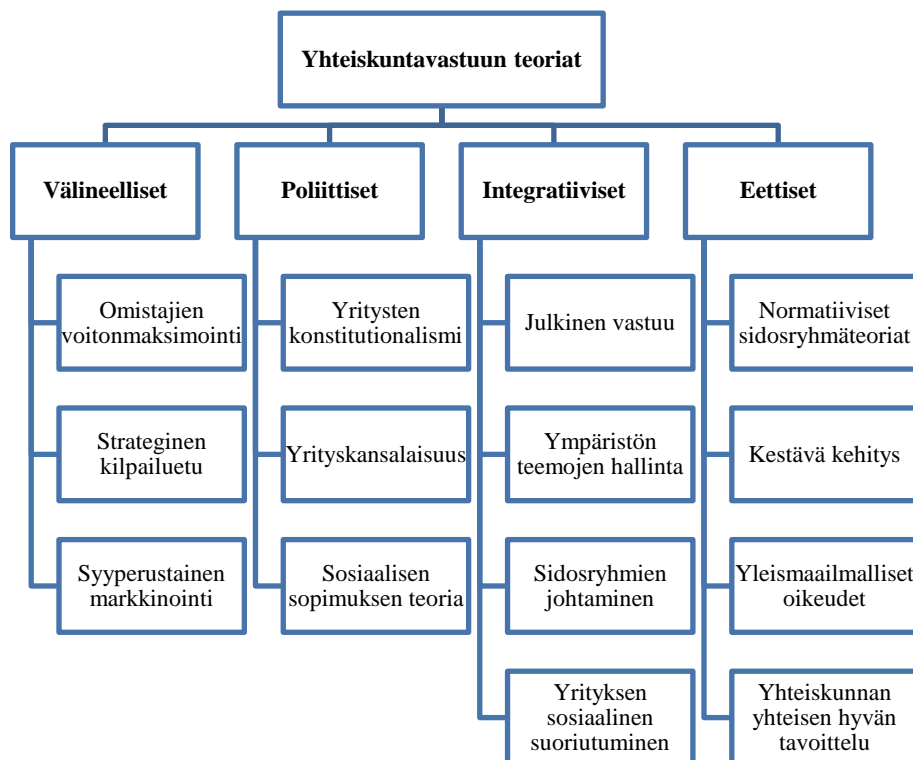 Yhteiskuntavastuun teoriat
Välineelliset
Poliittiset
Integratiiviset
Eettiset
Omistajien
voitonmaksimointi
Yritysten
konstitutionalismi
Julkinen vastuu
Normatiiviset
sidosryhmäteoriat
Strateginen
kilpailuetu
Yrityskansalaisuus
Ympäristön
teemojen hallinta
Kestävä kehitys
Syyperustainen
markkinointi
Sosiaalisen
sopimuksen teoria
Sidosryhmien
johtaminen
Yleismaailmalliset
oikeudet
Yrityksen
sosiaalinen
suoriutuminen
Yhteiskunnan
yhteisen hyvän
tavoittelu